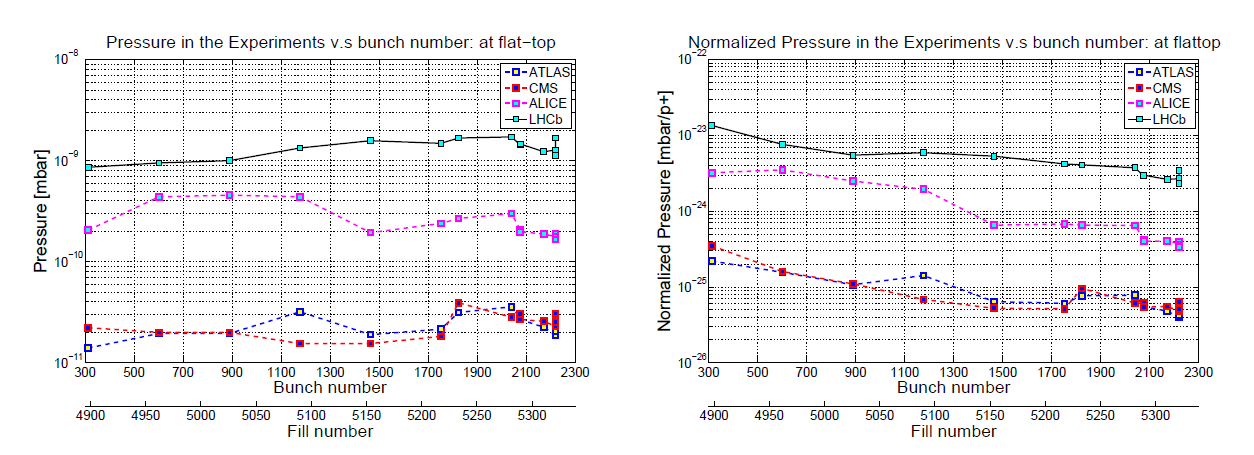 Pressure in the Experiments v.s bunch number: at flat-top
10⁻⁸
10⁻⁹
10⁻¹⁰
10⁻¹¹
Pressure [mbar]
ATLAS
CMS
ALICE
LHCb
300 500 700 900 1100 1300 1500 1700 1900 2100 2300
Bunch number
4900 4950 5000 5050 5100 5150 5200 5250 5300
Fill number
Normalized Pressure in the Experiments v.s bunch number: at flattop
10⁻²²
10⁻²³
10⁻²⁴
10⁻²⁵
10⁻²⁶
Normalized Pressure [mbar/p+]
ATLAS
CMS
ALICE
LHCb
300 500 700 900 1100 1300 1500 1700 1900 2100 2300
Bunch number
4900 4950 5000 5050 5100 5150 5200 5250 5300
Fill number